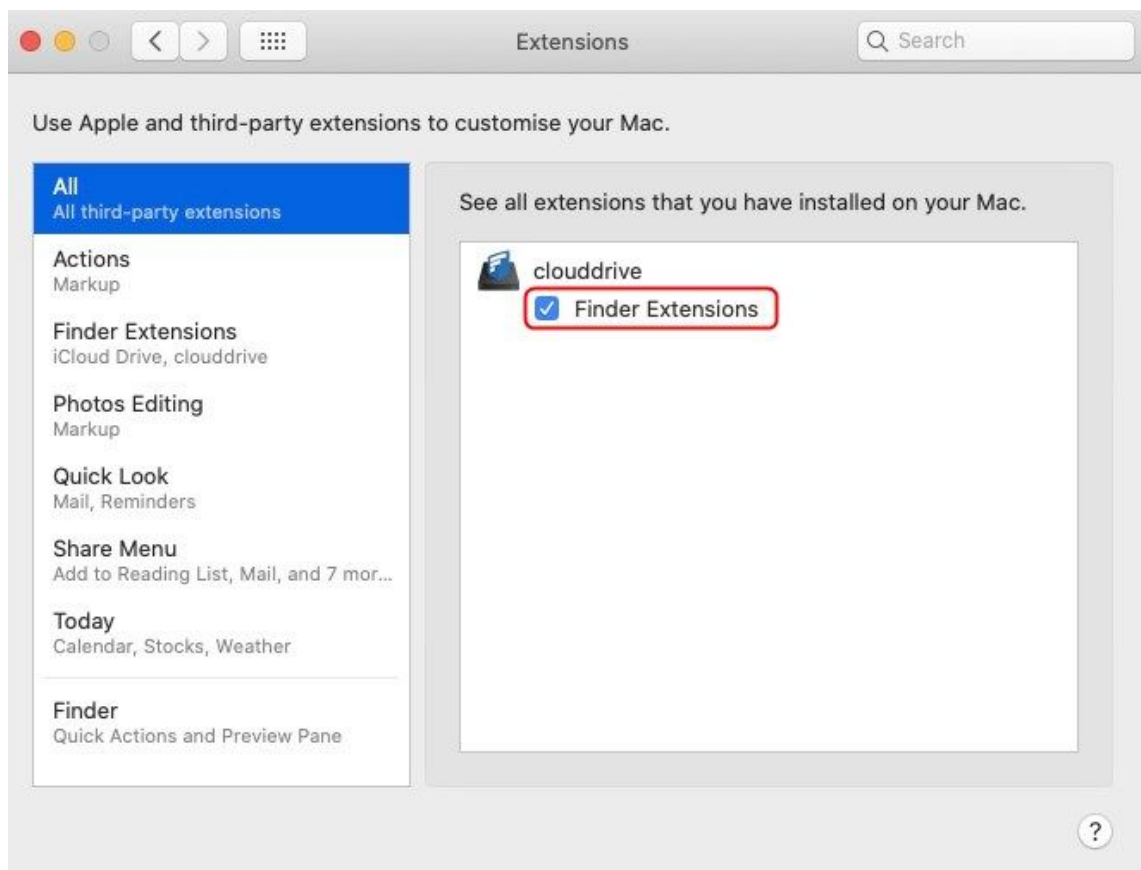 Extensions
Search
Use Apple and third-party extensions to customise your Mac.
All
All third-party extensions
Actions
Markup
Finder Extensions
iCloud Drive, clouddrive
Photos Editing
Markup
Quick Look
Mail, Reminders
Share Menu
Add to Reading List, Mail, and 7 mor...
Today
Calendar, Stocks, Weather
Finder
Quick Actions and Preview Pane
See all extensions that you have installed on your Mac.
clouddrive
Finder Extensions
?